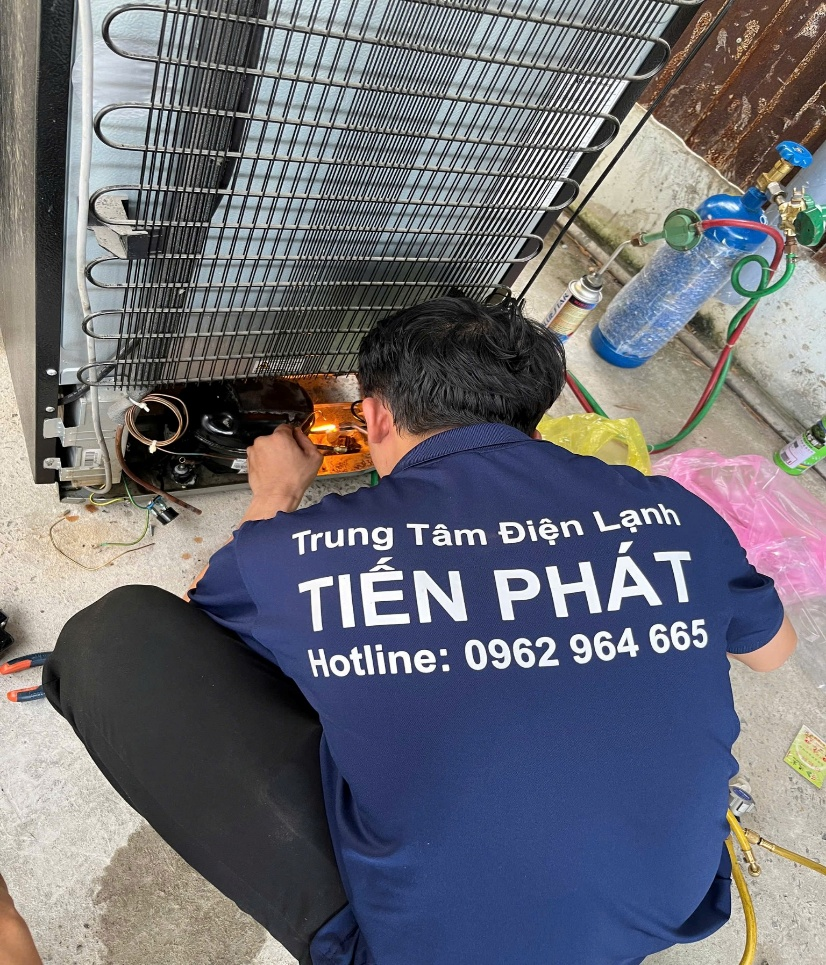 Trung Tâm Điện Lạnh
TIẾN PHÁT
Hotline: 0962 964 665